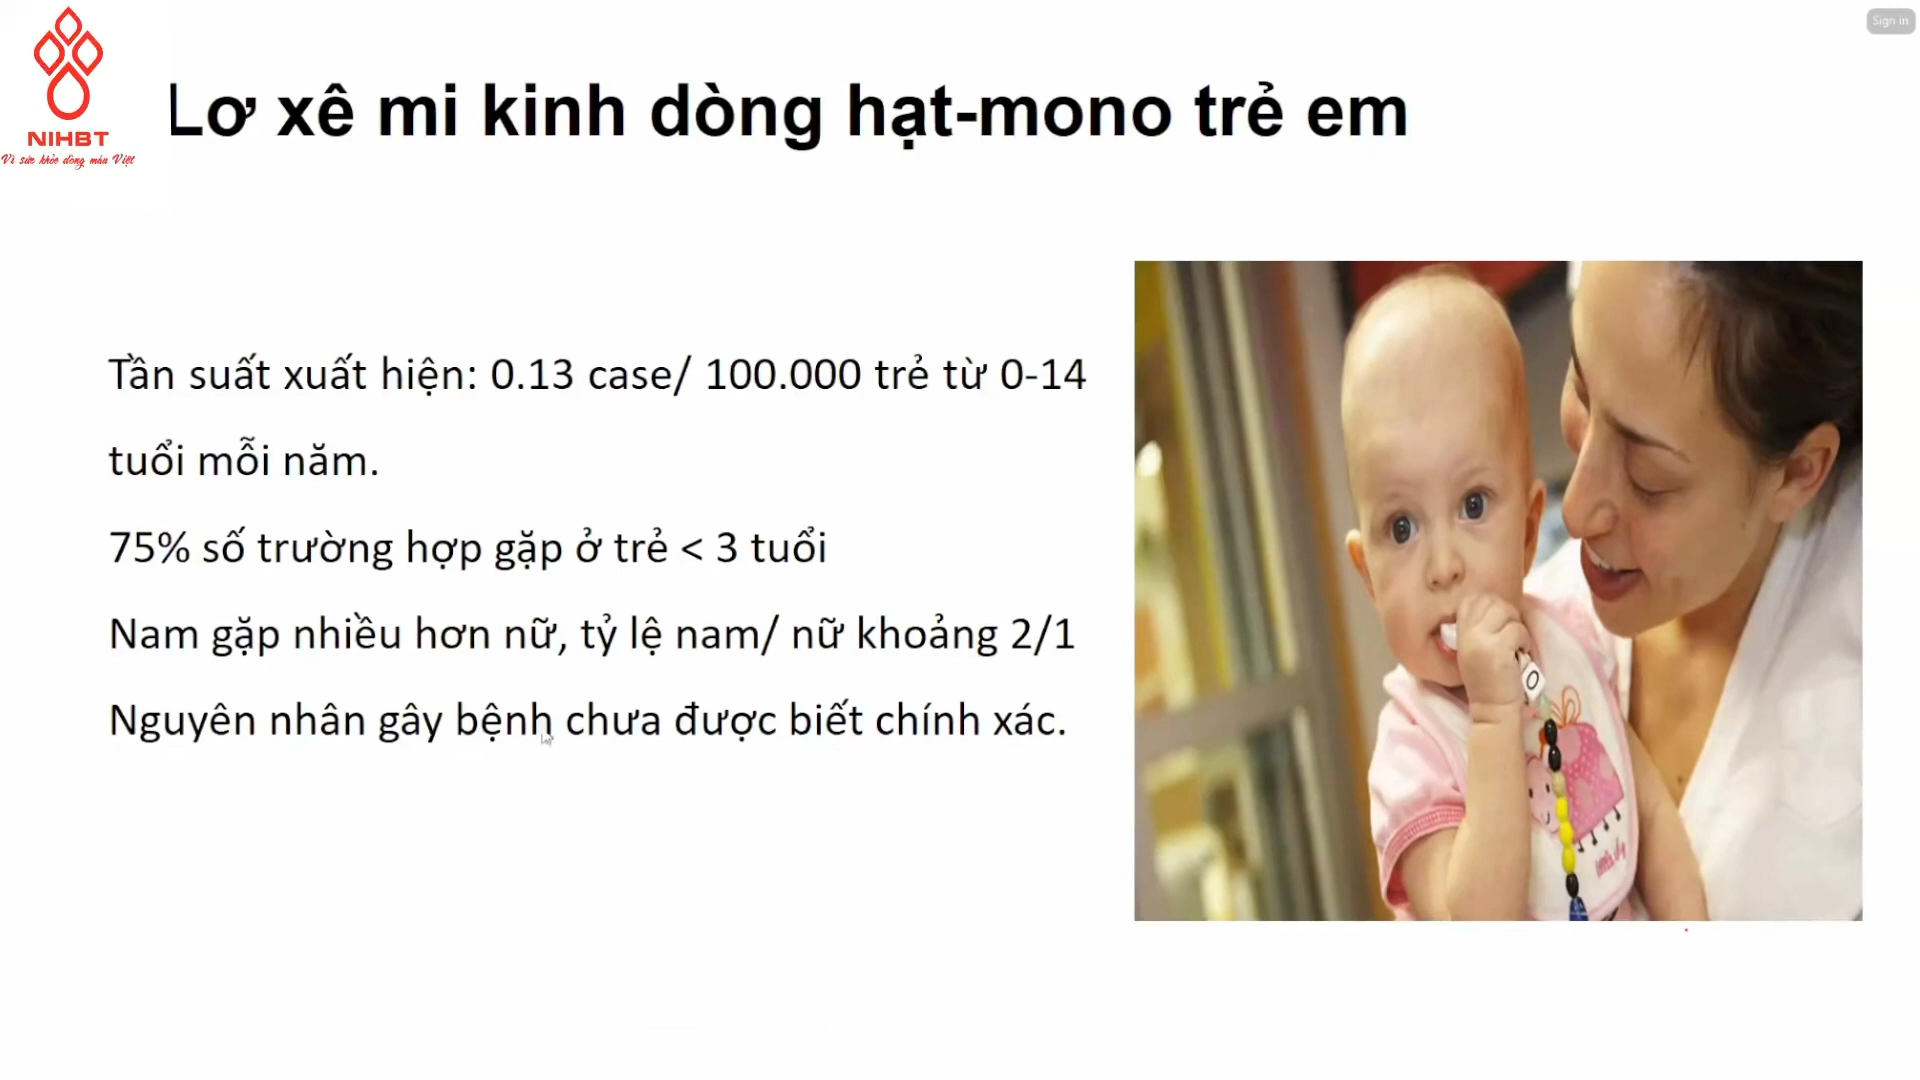 Sign in
NIHBT
Vì sức khỏe dòng máu Việt
Lơ xê mi kinh dòng hạt-mono trẻ em
Tần suất xuất hiện: 0.13 case/ 100.000 trẻ từ 0-14
tuổi mỗi năm.
75% số trường hợp gặp ở trẻ < 3 tuổi
Nam gặp nhiều hơn nữ, tỷ lệ nam/ nữ khoảng 2/1
Nguyên nhân gây bệnh chưa được biết chính xác.
O